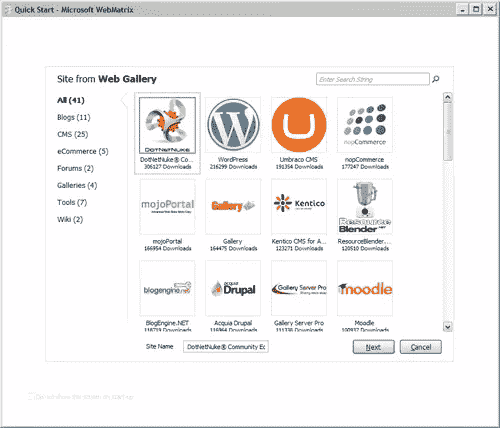 Quick Start - Microsoft WebMatrix
Site from Web Gallery
Enter Search String
All (41)
Blogs (11)
CMS (25)
eCommerce (5)
Forums (2)
Galleries (4)
Tools (7)
Wiki (2)
DOTNETNUKE
DotNetNuke® Co...
306127 Downloads
WordPress
216299 Downloads
Umbraco CMS
191354 Downloads
nopCommerce
nopCommerce
177247 Downloads
mojoPortal
mojoPortal
166954 Downloads
Gallery
Gallery
164475 Downloads
Kentico
Kentico CMS for A...
123271 Downloads
Resource
Blender
.NET
ResourceBlender...
120510 Downloads
blogengine.net
BlogEngine.NET
118719 Downloads
acquia
Drupal
Acquia Drupal
116964 Downloads
Gallery Server Pro
Gallery Server Pro
111738 Downloads
moodle
Moodle
100937 Downloads
Site Name
DotNetNuke® Community Ec
Next
Cancel